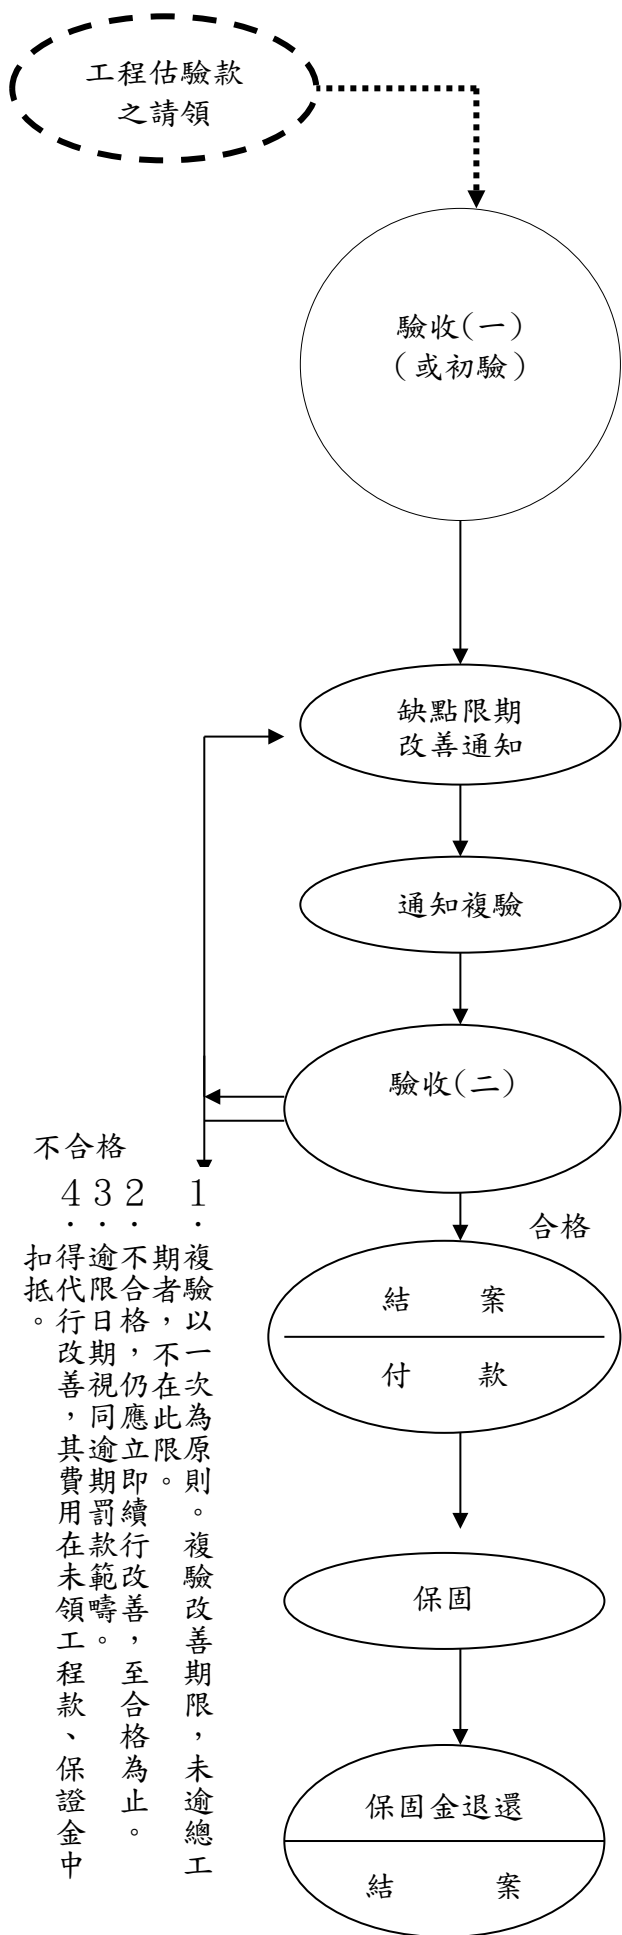 工程估驗款
之請領
驗收(一)
(或初驗)
缺點限期
改善通知
通知複驗
驗收(二)
不合格
1.複驗以一次為原則。複驗改善期限，未逾總工
期者，不在此限。
2.不合格，仍應立即續行改善，至合格為止。
3.逾限日期視同逾期罰款範疇。
4.得代行改善，其費用在未領工程款、保證金中
扣抵。
合格
結 案
付 款
保固
保固金退還
結 案